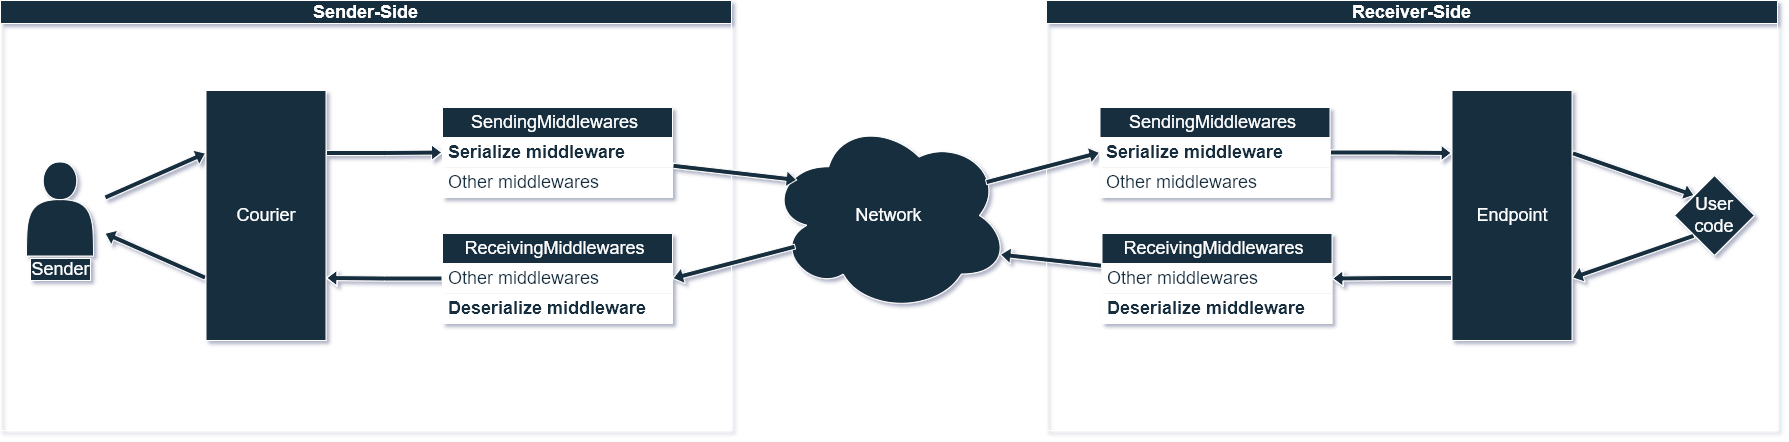 Sender-Side
Receiver-Side
SendingMiddlewares
Serialize middleware
Other middlewares
Courier
Sender
ReceivingMiddlewares
Other middlewares
Deserialize middleware
Network
SendingMiddlewares
Serialize middleware
Other middlewares
ReceivingMiddlewares
Other middlewares
Deserialize middleware
Endpoint
User
code